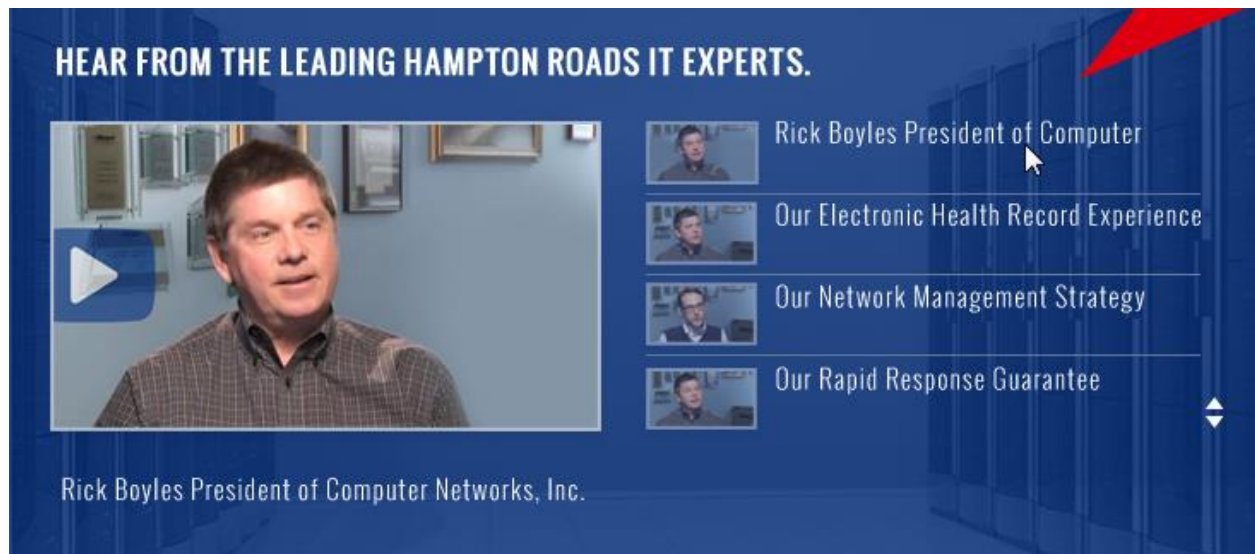 HEAR FROM THE LEADING HAMPTON ROADS IT EXPERTS.
Rick Boyles President of Computer
Our Electronic Health Record Experience
Our Network Management Strategy
Our Rapid Response Guarantee
Rick Boyles President of Computer Networks, Inc.